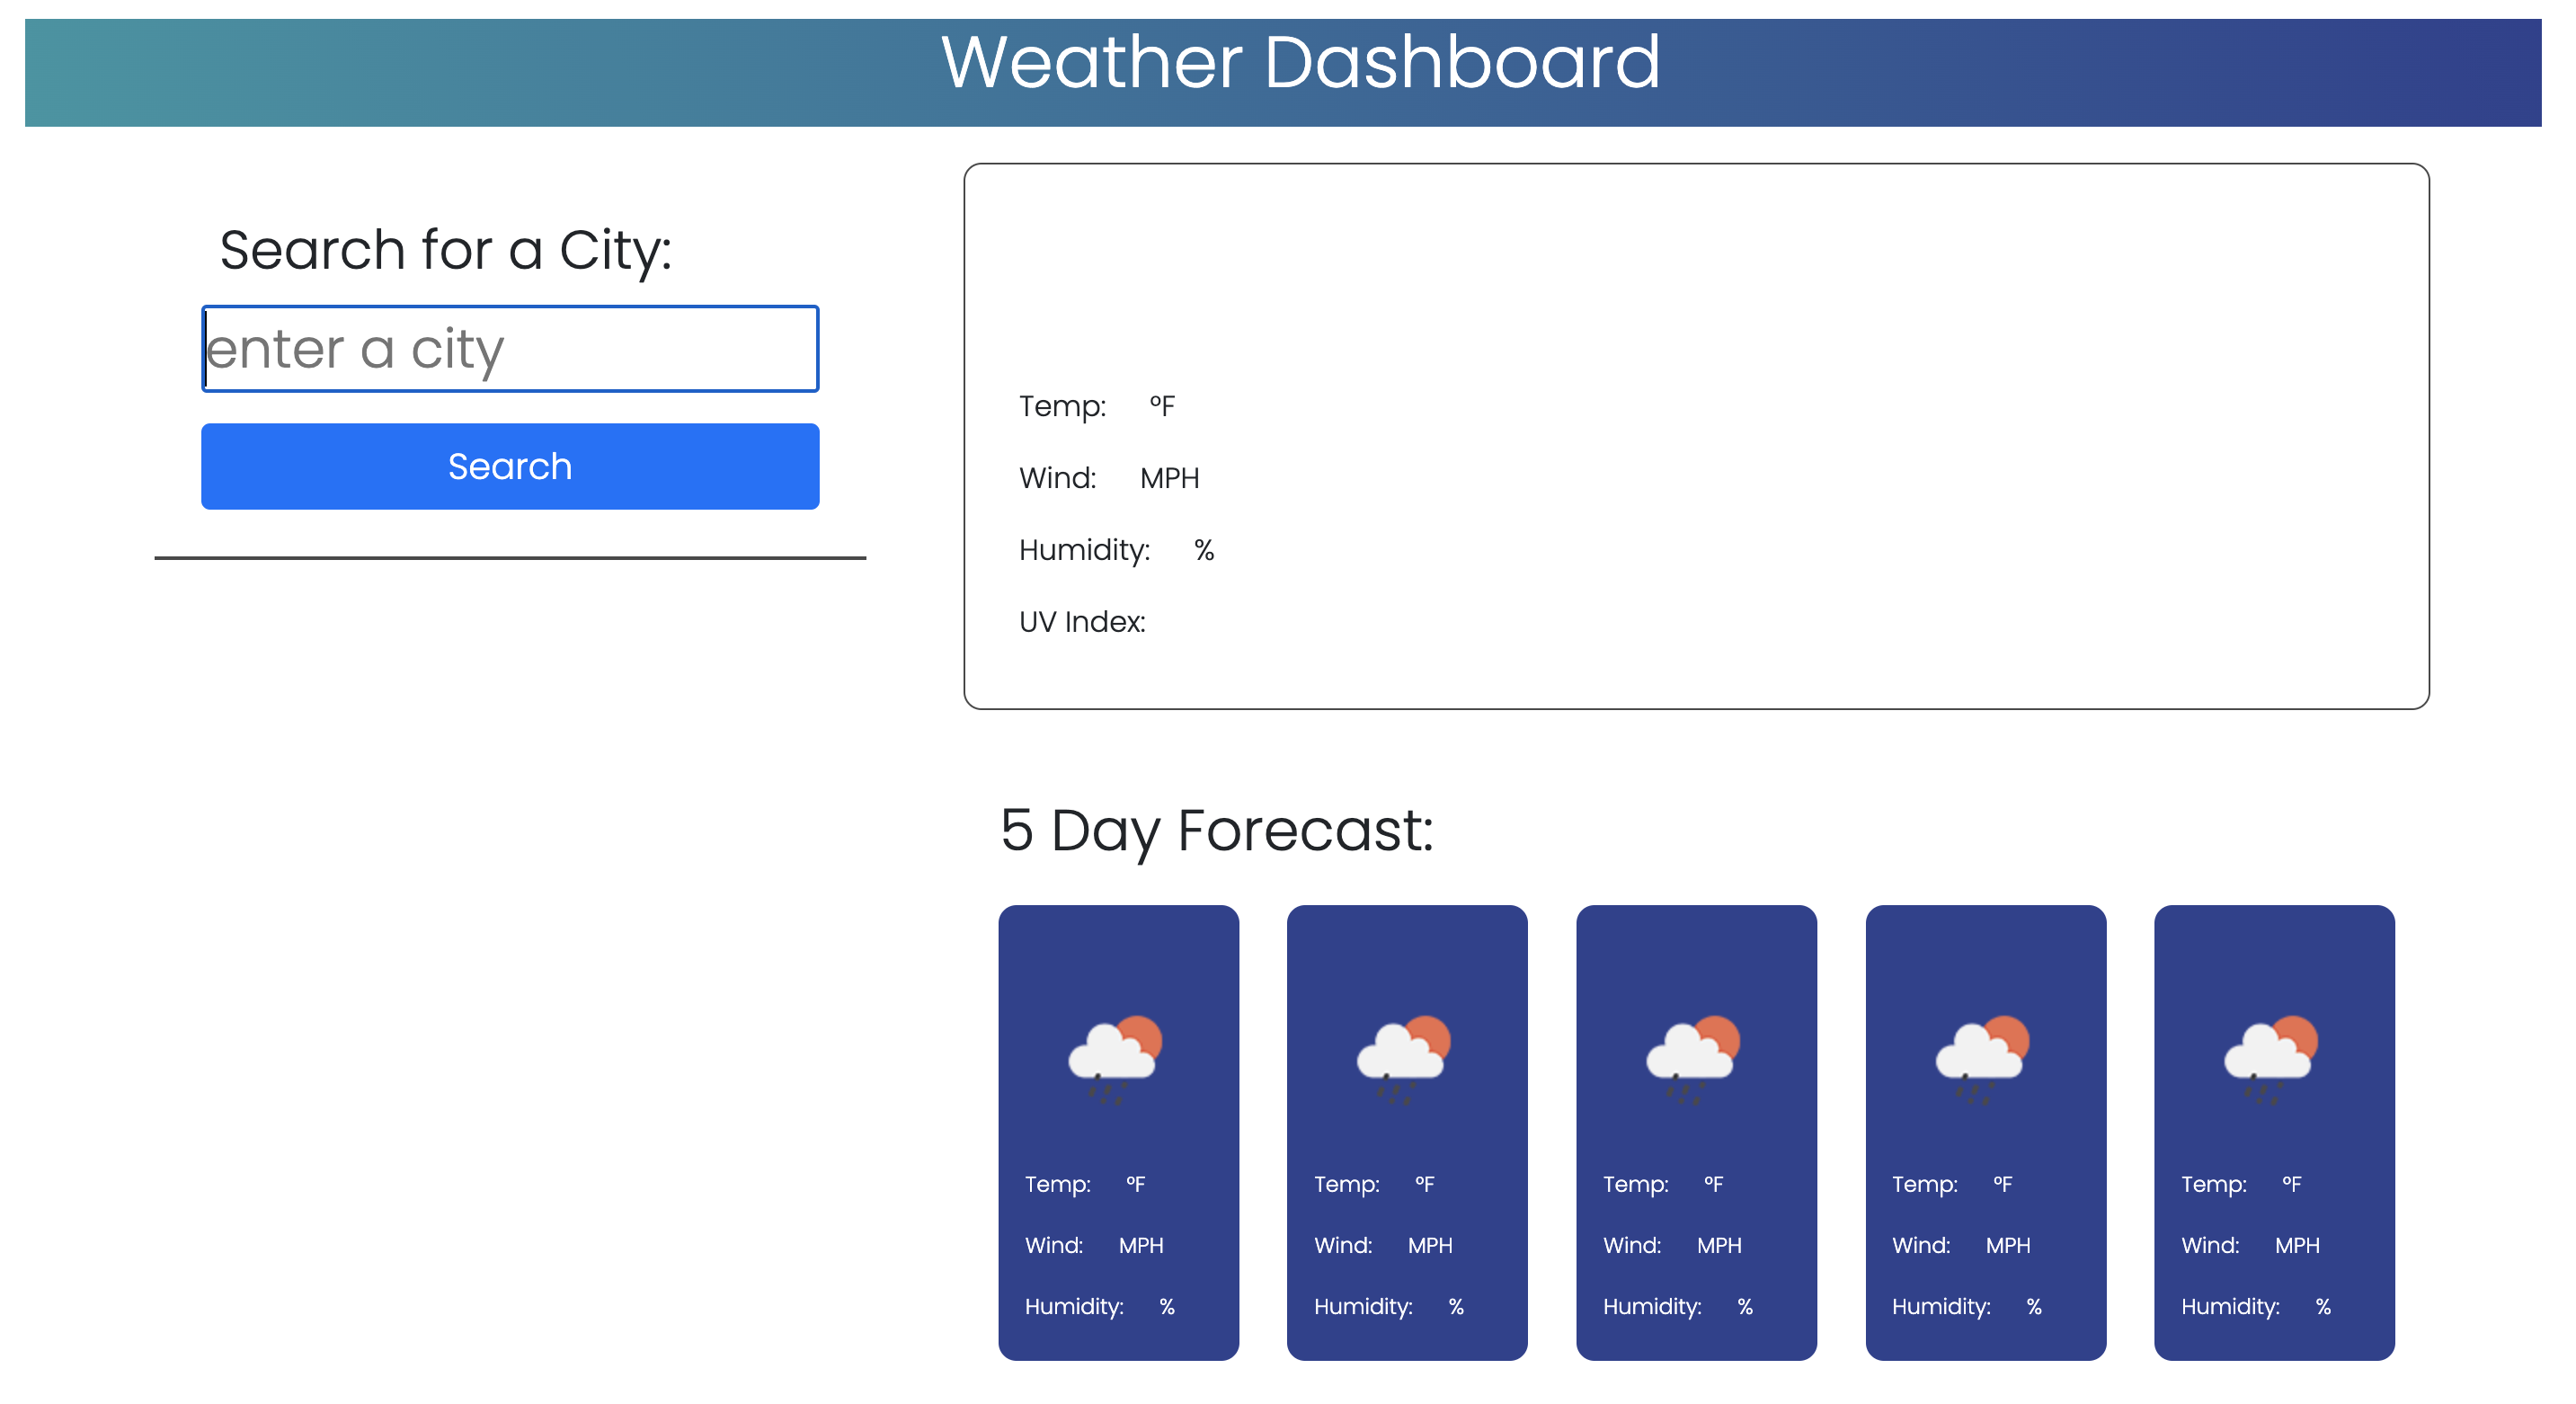 Weather Dashboard
Search for a City:
enter a city
Search
Temp: °F
Wind: MPH
Humidity: %
UV Index:
5 Day Forecast:
Temp: °F
Wind: MPH
Humidity: %
Temp: °F
Wind: MPH
Humidity: %
Temp: °F
Wind: MPH
Humidity: %
Temp: °F
Wind: MPH
Humidity: %
Temp: °F
Wind: MPH
Humidity: %